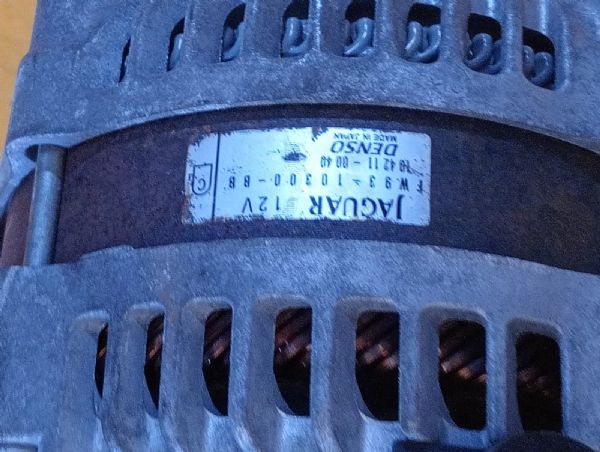 JAGUAR 12V
FW93-10300-BB
104211-0040
DENSO
MADE IN JAPAN